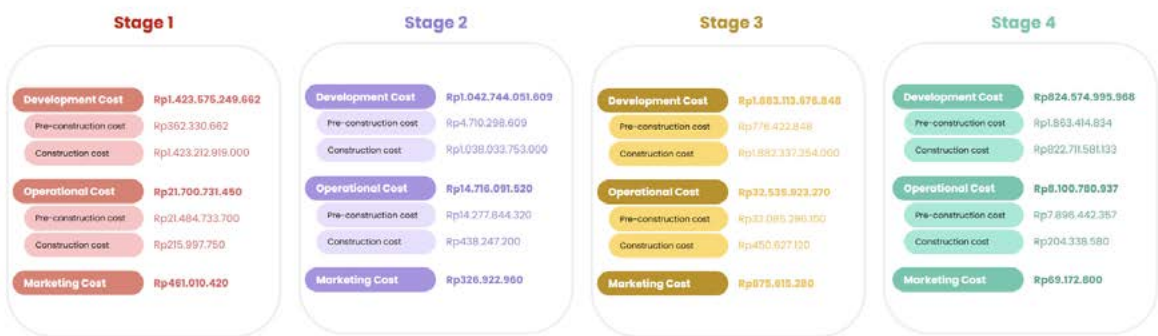 Stage 1
Development Cost Rp1.423.575.249.662
Pre-construction cost Rp362.330.662
Construction cost Rp1.423.212.919.000
Operational Cost Rp21.700.731.450
Pre-construction cost Rp21.484.733.700
Construction cost Rp215.997.750
Marketing Cost Rp461.010.420
Stage 2
Development Cost Rp1.042.744.051.609
Pre-construction cost Rp4.710.298.609
Construction cost Rp1.038.033.753.000
Operational Cost Rp14.716.091.520
Pre-construction cost Rp14.277.844.320
Construction cost Rp438.247.200
Marketing Cost Rp326.922.960
Stage 3
Development Cost Rp1.883.113.676.848
Pre-construction cost Rp776.422.848
Construction cost Rp1.882.337.254.000
Operational Cost
Pre-construction cost
Construction cost Rp450.627.120
Marketing Cost Rp675.615.280
Stage 4
Development Cost Rp824.574.995.968
Pre-construction cost Rp1.863.414.834
Construction cost Rp822.711.581.133
Operational Cost Rp8.100.780.937
Pre-construction cost Rp7.896.442.357
Construction cost Rp204.338.580
Marketing Cost Rp69.172.800